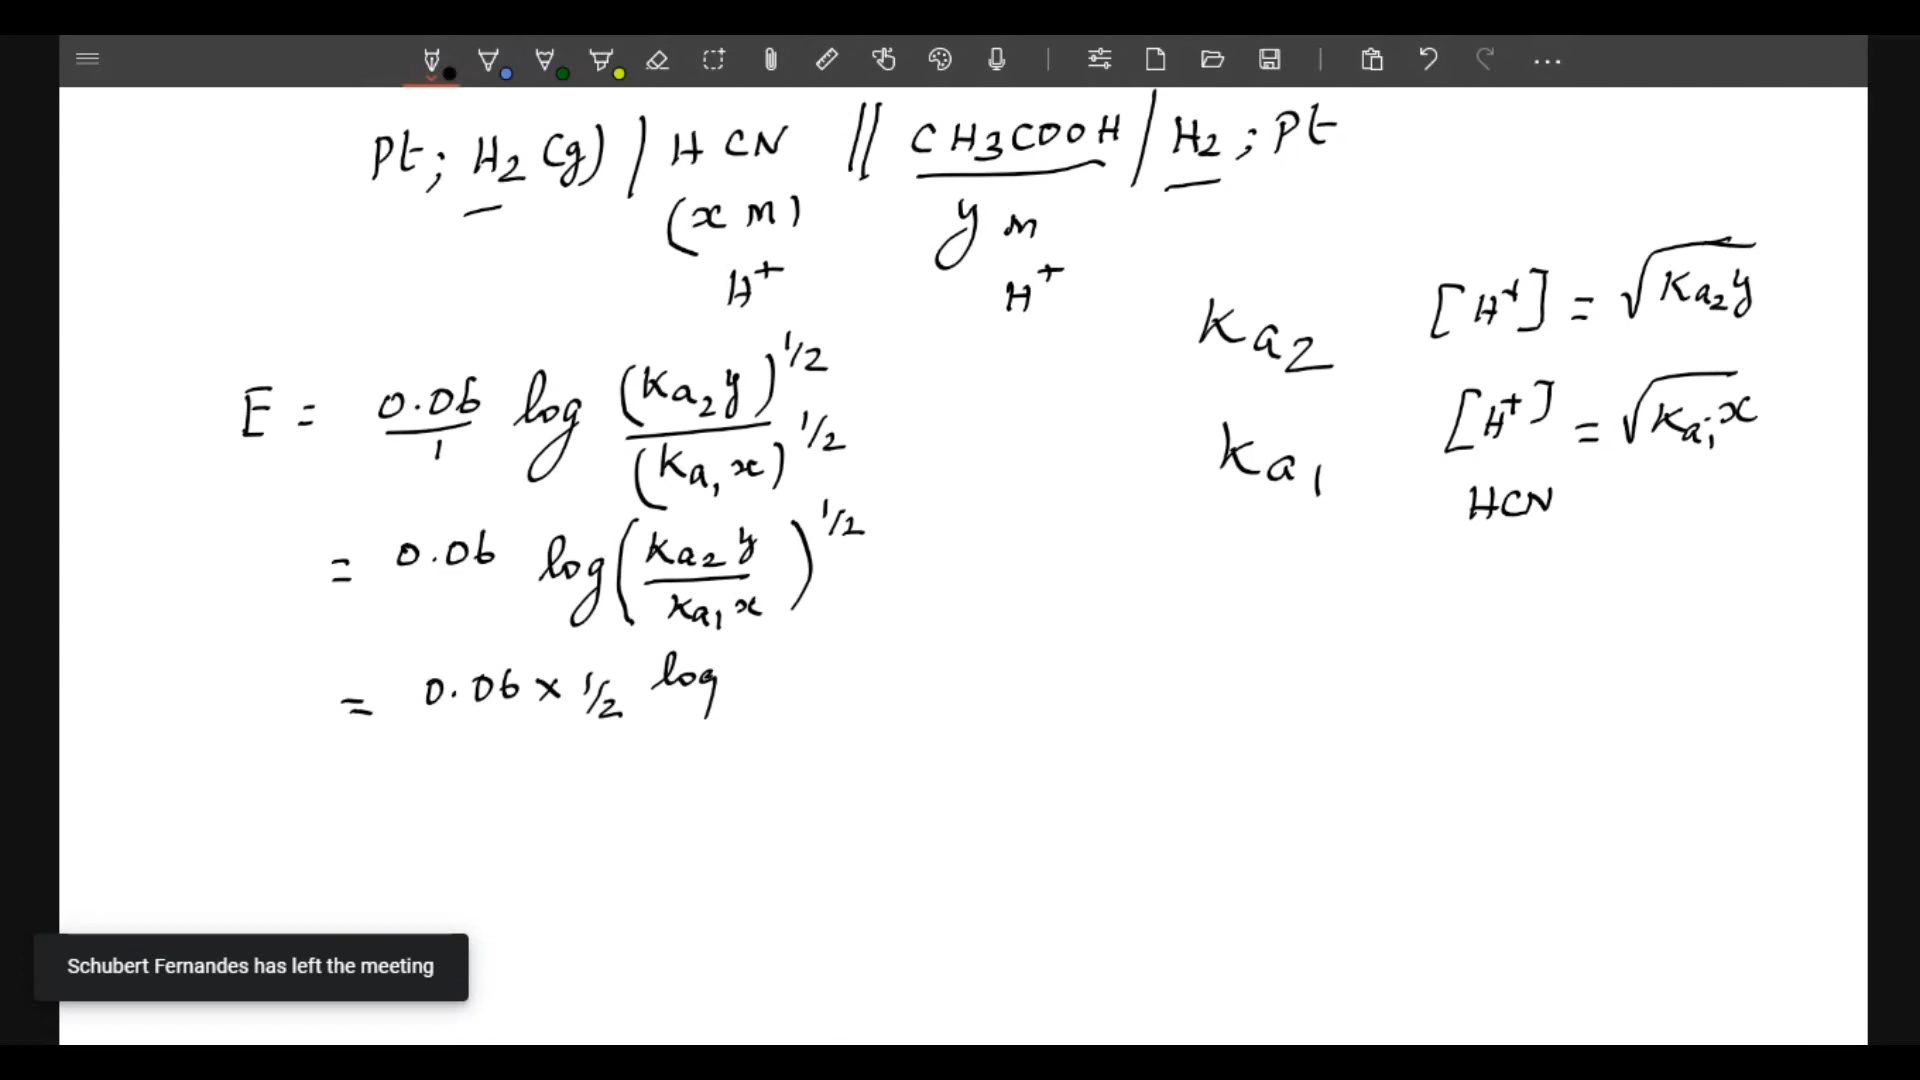 Pt; H2 (g) / HCN // CH3COOH / H2 ; Pt
(x M) y M
H+ H+
Ka2 [H+] = √Ka2y
E = 0.06/1 log (Ka2y)^1/2 / (Ka1x)^1/2
Ka1 [H+] = √Ka1x
HCN
= 0.06 log (Ka2y / Ka1x)^1/2
= 0.06 × 1/2 log
Schubert Fernandes has left the meeting